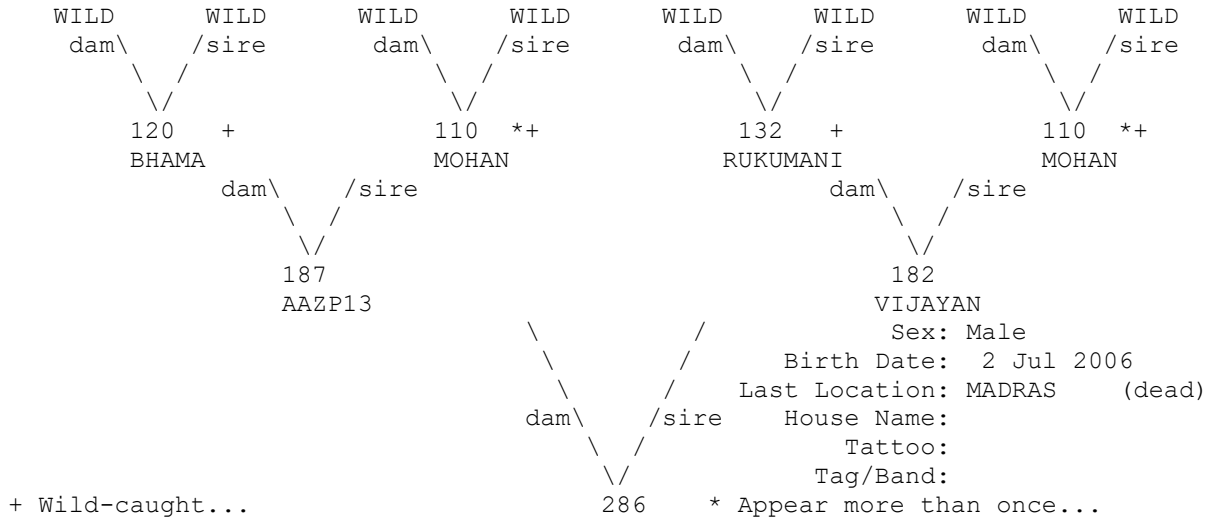 WILD WILD WILD WILD WILD WILD WILD WILD
dam\ /sire dam\ /sire dam\ /sire dam\ /sire
\ / \ / \ / \ /
\/ \/ \/ \/
120 + 110 *+ 132 + 110 *+
BHAMA MOHAN RUKUMANI MOHAN
dam\ /sire dam\ /sire
\ / \ /
\/ \/
187 182
AAZP13 VIJAYAN
\ / Sex: Male
\ / Birth Date: 2 Jul 2006
\ / Last Location: MADRAS (dead)
dam\ /sire House Name:
\ / Tattoo:
\/ Tag/Band:
+ Wild-caught... 286 * Appear more than once...